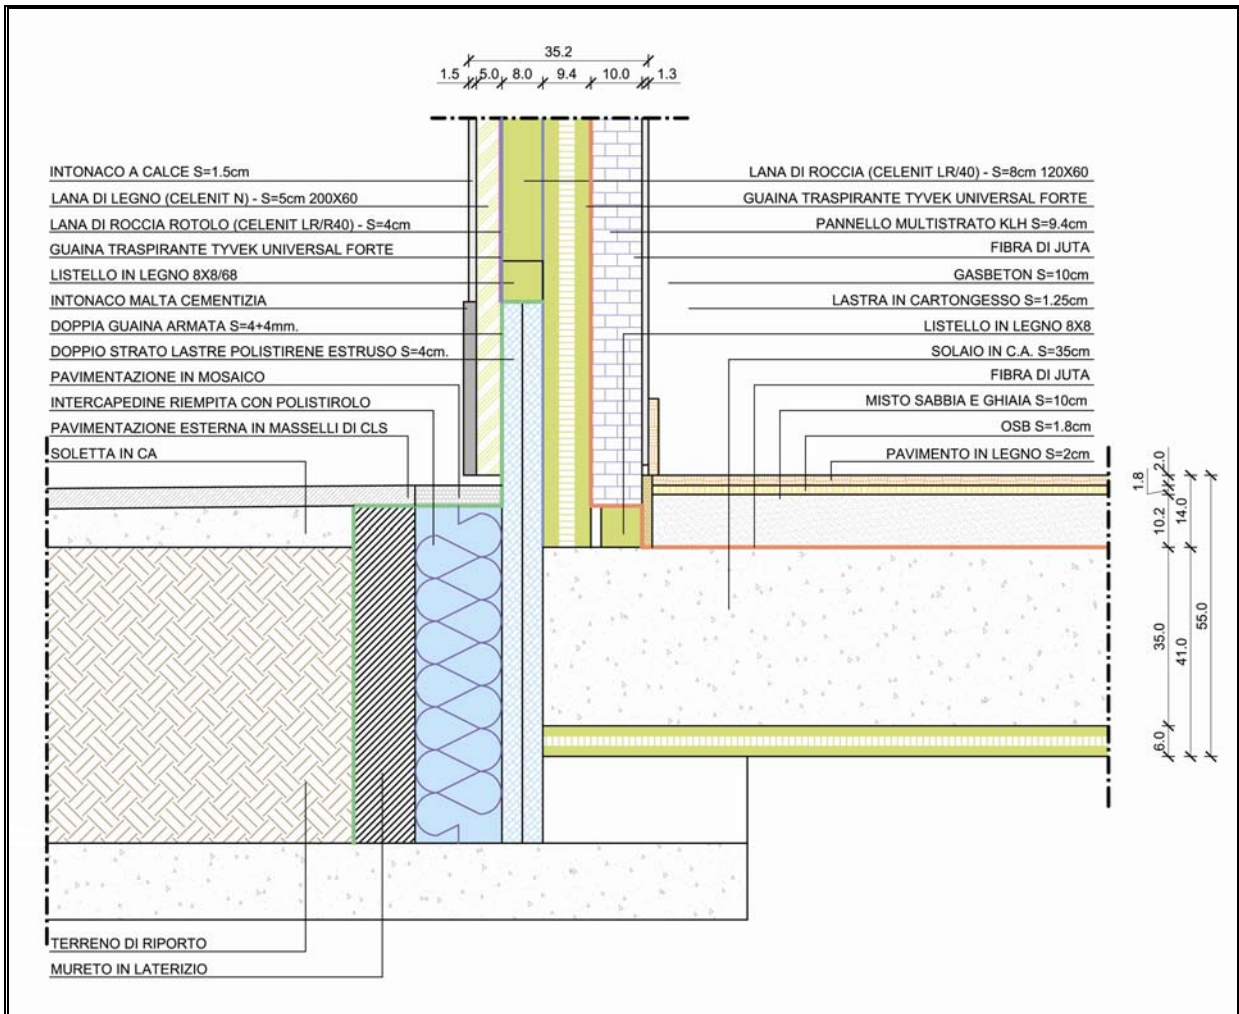 35.2
1.5 5.0 8.0 9.4 10.0 1.3
INTONACO A CALCE S=1.5cm
LANA DI LEGNO (CELENIT N) - S=5cm 200X60
LANA DI ROCCIA ROTOLO (CELENIT LR/R40) - S=4cm
GUAINA TRASPIRANTE TYVEK UNIVERSAL FORTE
LISTELLO IN LEGNO 8X8/68
INTONACO MALTA CEMENTIZIA
DOPPIA GUAINA ARMATA S=4+4mm.
DOPPIO STRATO LASTRE POLISTIRENE ESTRUSO S=4cm.
PAVIMENTAZIONE IN MOSAICO
INTERCAPEDINE RIEMPITA CON POLISTIROLO
PAVIMENTAZIONE ESTERNA IN MASSELLI DI CLS
SOLETTA IN CA
LANA DI ROCCIA (CELENIT LR/40) - S=8cm 120X60
GUAINA TRASPIRANTE TYVEK UNIVERSAL FORTE
PANNELLO MULTISTRATO KLH S=9.4cm
FIBRA DI JUTA
GASBETON S=10cm
LASTRA IN CARTONGESSO S=1.25cm
LISTELLO IN LEGNO 8X8
SOLAIO IN C.A. S=35cm
FIBRA DI JUTA
MISTO SABBIA E GHIAIA S=10cm
OSB S=1.8cm
PAVIMENTO IN LEGNO S=2cm
1.8
2.0
10.2
14.0
35.0
41.0
55.0
6.0
TERRENO DI RIPORTO
MURETO IN LATERIZIO